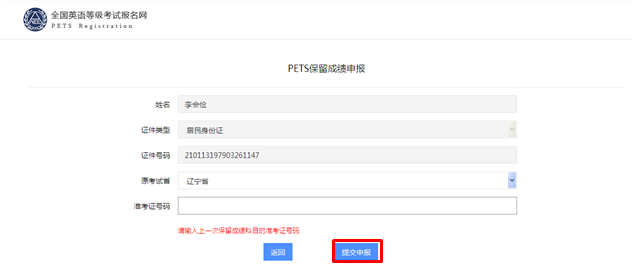 全国英语等级考试报名网
PETS Registration
PETS保留成绩申报
姓名 李会俭
证件类型 居民身份证
证件号码 210113197903261147
原考试省 辽宁省
准考证号码
请输入上一次保留成绩科目的准考证号码
返回 提交申报